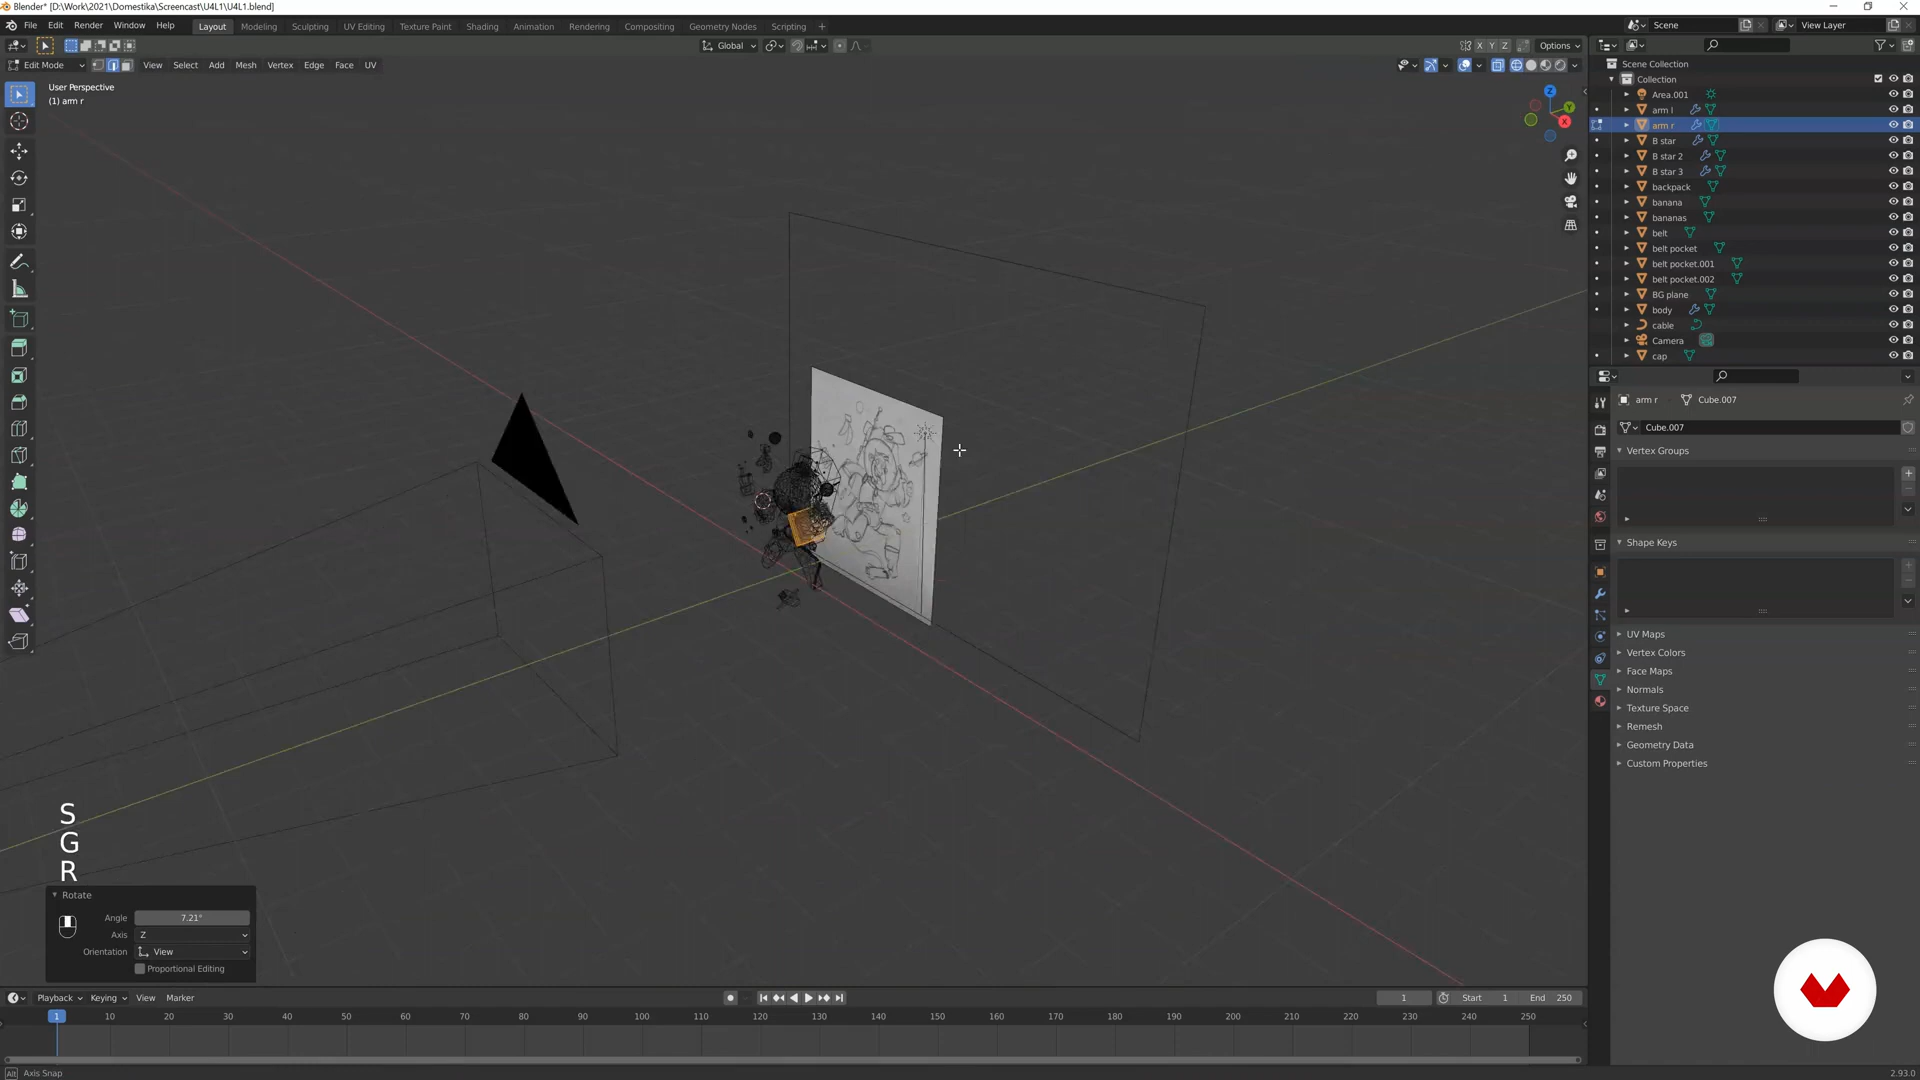 Blender* [D:\Work\2021\Domestika\Screencast\U4L1\U4L1.blend]
File Edit Render Window Help Layout Modeling Sculpting UV Editing Texture Paint Shading Animation Rendering Compositing Geometry Nodes Scripting + Scene View Layer
Global X Y Z Options
Edit Mode View Select Add Mesh Vertex Edge Face UV
User Perspective
(1) arm r
Z
Y
X
Scene Collection
Collection
Area.001
arm l
arm r
B star
B star 2
B star 3
backpack
banana
bananas
belt
belt pocket
belt pocket.001
belt pocket.002
BG plane
body
cable
Camera
cap
arm r Cube.007
Cube.007
Vertex Groups
Shape Keys
UV Maps
Vertex Colors
Face Maps
Normals
Texture Space
Remesh
Geometry Data
Custom Properties
S
G
R
Rotate
Angle 7.21°
Axis Z
Orientation View
Proportional Editing
Playback Keying View Marker 1 Start 1 End 250
1 10 20 30 40 50 60 70 80 90 100 110 120 130 140 150 160 170 180 190 200 210 220 230 240 250
Alt Axis Snap 2.93.0